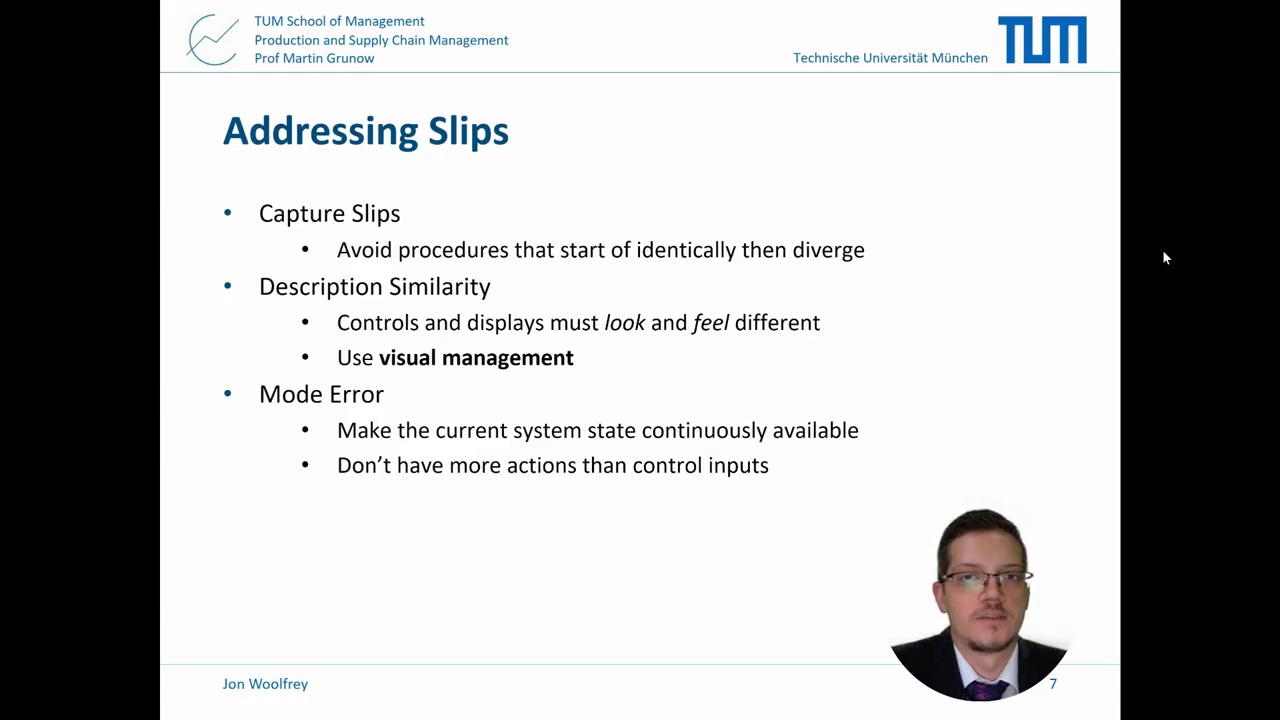 TUM School of Management
Production and Supply Chain Management
Prof Martin Grunow
Technische Universität München
TUM
Addressing Slips
• Capture Slips
• Avoid procedures that start of identically then diverge
• Description Similarity
• Controls and displays must look and feel different
• Use visual management
• Mode Error
• Make the current system state continuously available
• Don’t have more actions than control inputs
Jon Woolfrey
7